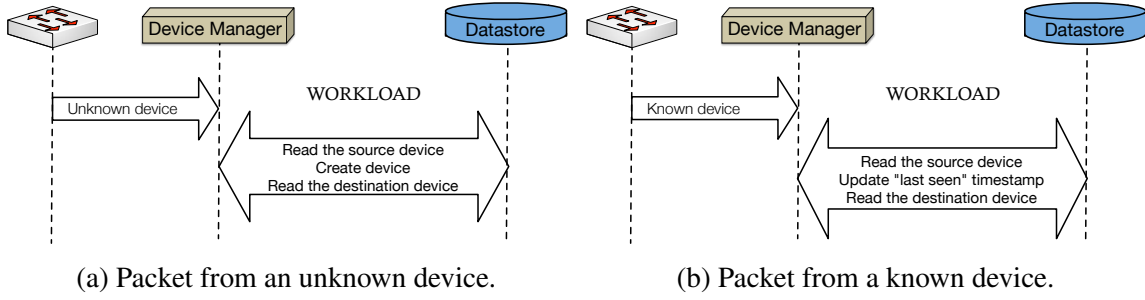 Device Manager
Datastore
Unknown device
WORKLOAD
Read the source device
Create device
Read the destination device
(a) Packet from an unknown device.
Device Manager
Datastore
Known device
WORKLOAD
Read the source device
Update "last seen" timestamp
Read the destination device
(b) Packet from a known device.